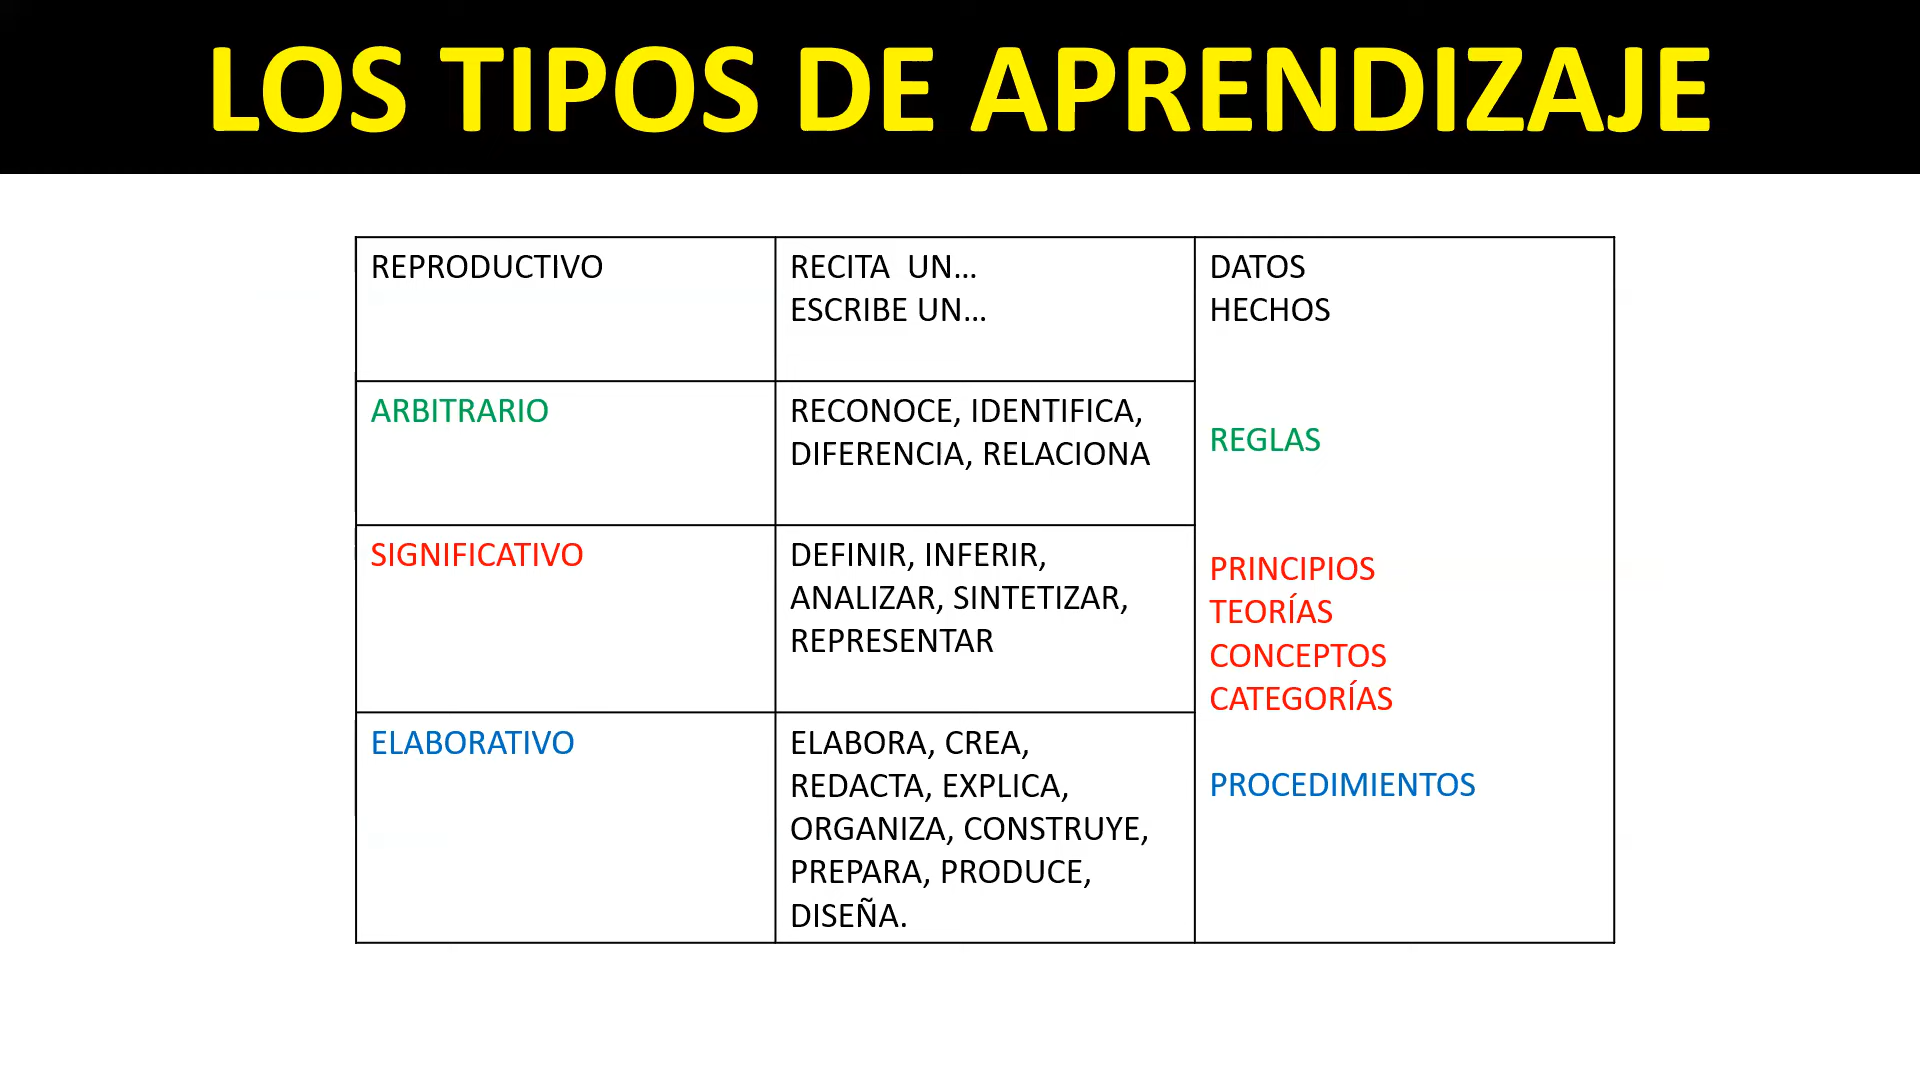 LOS TIPOS DE APRENDIZAJE
REPRODUCTIVO
RECITA  UN...
ESCRIBE UN...
DATOS
HECHOS
ARBITRARIO
RECONOCE, IDENTIFICA,
DIFERENCIA, RELACIONA
REGLAS
SIGNIFICATIVO
DEFINIR, INFERIR,
ANALIZAR, SINTETIZAR,
REPRESENTAR
PRINCIPIOS
TEORÍAS
CONCEPTOS
CATEGORÍAS
ELABORATIVO
ELABORA, CREA,
REDACTA, EXPLICA,
ORGANIZA, CONSTRUYE,
PREPARA, PRODUCE,
DISEÑA.
PROCEDIMIENTOS